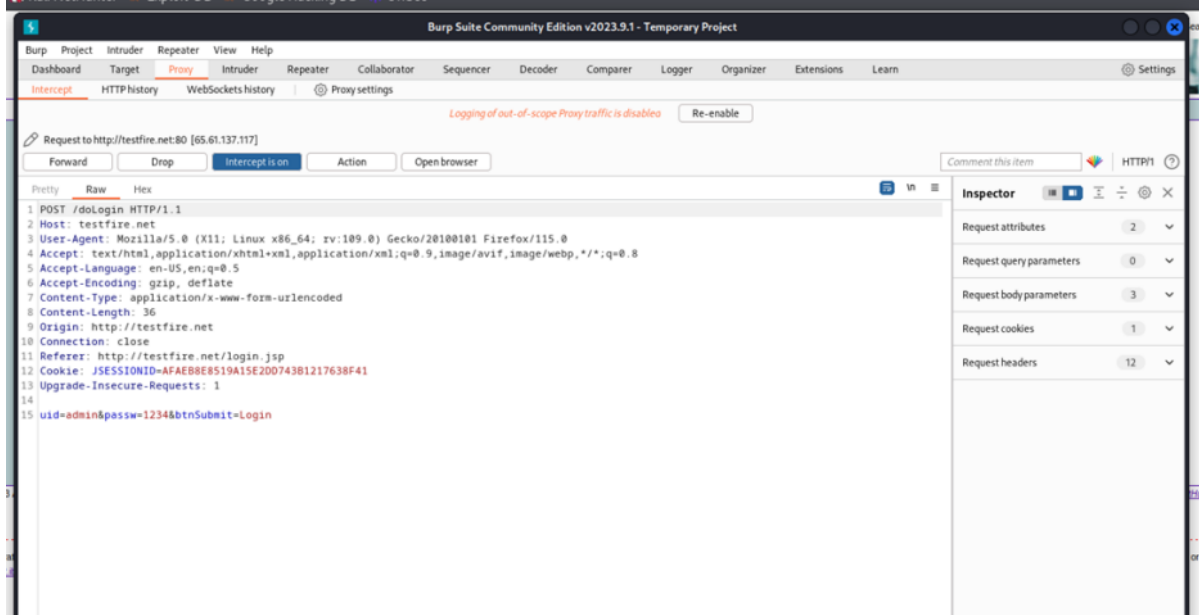 Burp Suite Community Edition v2023.9.1 - Temporary Project
Burp Project Intruder Repeater View Help
Dashboard Target Proxy Intruder Repeater Collaborator Sequencer Decoder Comparer Logger Organizer Extensions Learn Settings
Intercept HTTP history WebSockets history Proxy settings
Logging of out-of-scope Proxy traffic is disabled Re-enable
Request to http://testfire.net:80 [65.61.137.117]
Forward Drop Intercept is on Action Open browser Comment this item HTTP/1
Pretty Raw Hex \n Inspector
1 POST /doLogin HTTP/1.1
2 Host: testfire.net
3 User-Agent: Mozilla/5.0 (X11; Linux x86_64; rv:109.0) Gecko/20100101 Firefox/115.0
4 Accept: text/html,application/xhtml+xml,application/xml;q=0.9,image/avif,image/webp,*/*;q=0.8
5 Accept-Language: en-US,en;q=0.5
6 Accept-Encoding: gzip, deflate
7 Content-Type: application/x-www-form-urlencoded
8 Content-Length: 36
9 Origin: http://testfire.net
10 Connection: close
11 Referer: http://testfire.net/login.jsp
12 Cookie: JSESSIONID=AFAEB8E8519A15E2DD743B1217638F41
13 Upgrade-Insecure-Requests: 1
14
15 uid=admin&passw=1234&btnSubmit=Login
Request attributes 2
Request query parameters 0
Request body parameters 3
Request cookies 1
Request headers 12